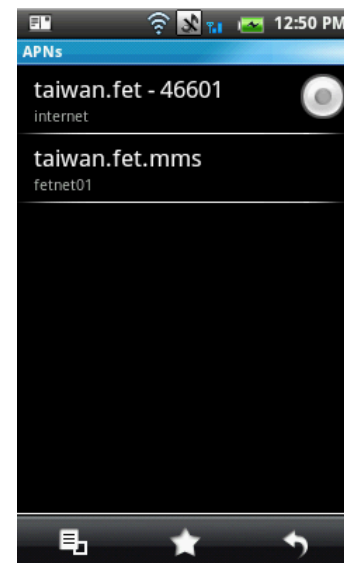 12:50 PM
APNs
taiwan.fet - 46601
internet
taiwan.fet.mms
fetnet01